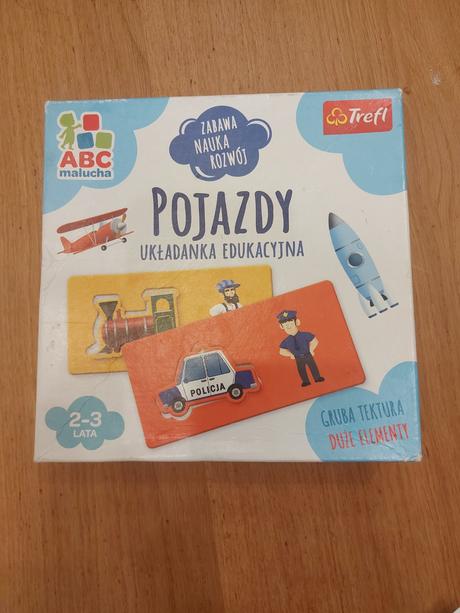 ABC
malucha
ZABAWA
NAUKA
ROZWÓJ
Trefl
POJAZDY
UKŁADANKA EDUKACYJNA
POLICJA
2-3
LATA
GRUBA TEKTURA
DUŻE ELEMENTY